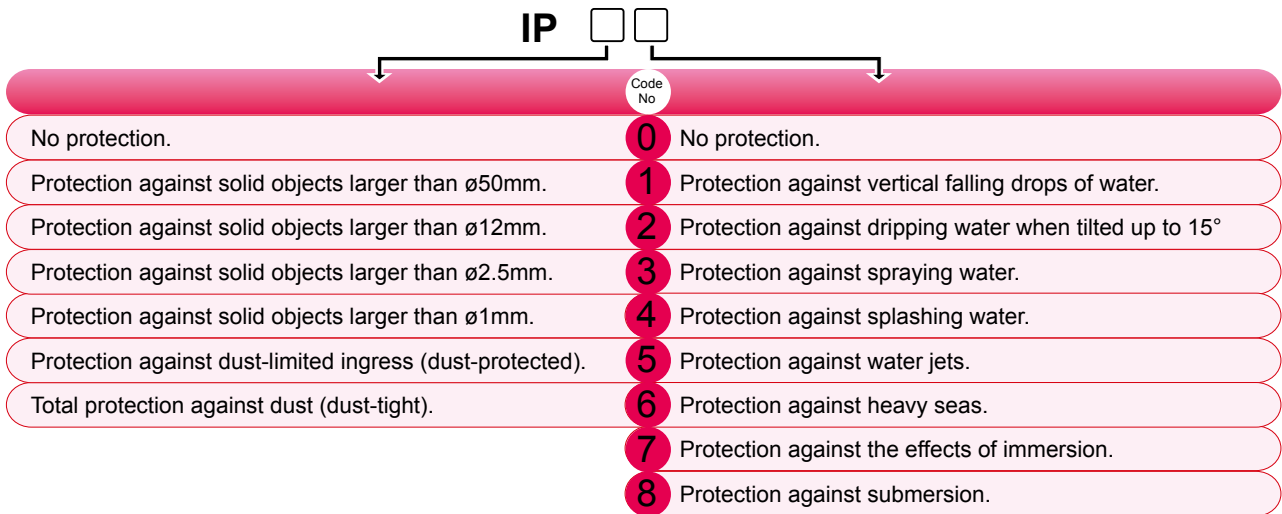 IP
Code
No
No protection. 0 No protection.
Protection against solid objects larger than ø50mm. 1 Protection against vertical falling drops of water.
Protection against solid objects larger than ø12mm. 2 Protection against dripping water when tilted up to 15°
Protection against solid objects larger than ø2.5mm. 3 Protection against spraying water.
Protection against solid objects larger than ø1mm. 4 Protection against splashing water.
Protection against dust-limited ingress (dust-protected). 5 Protection against water jets.
Total protection against dust (dust-tight). 6 Protection against heavy seas.
7 Protection against the effects of immersion.
8 Protection against submersion.